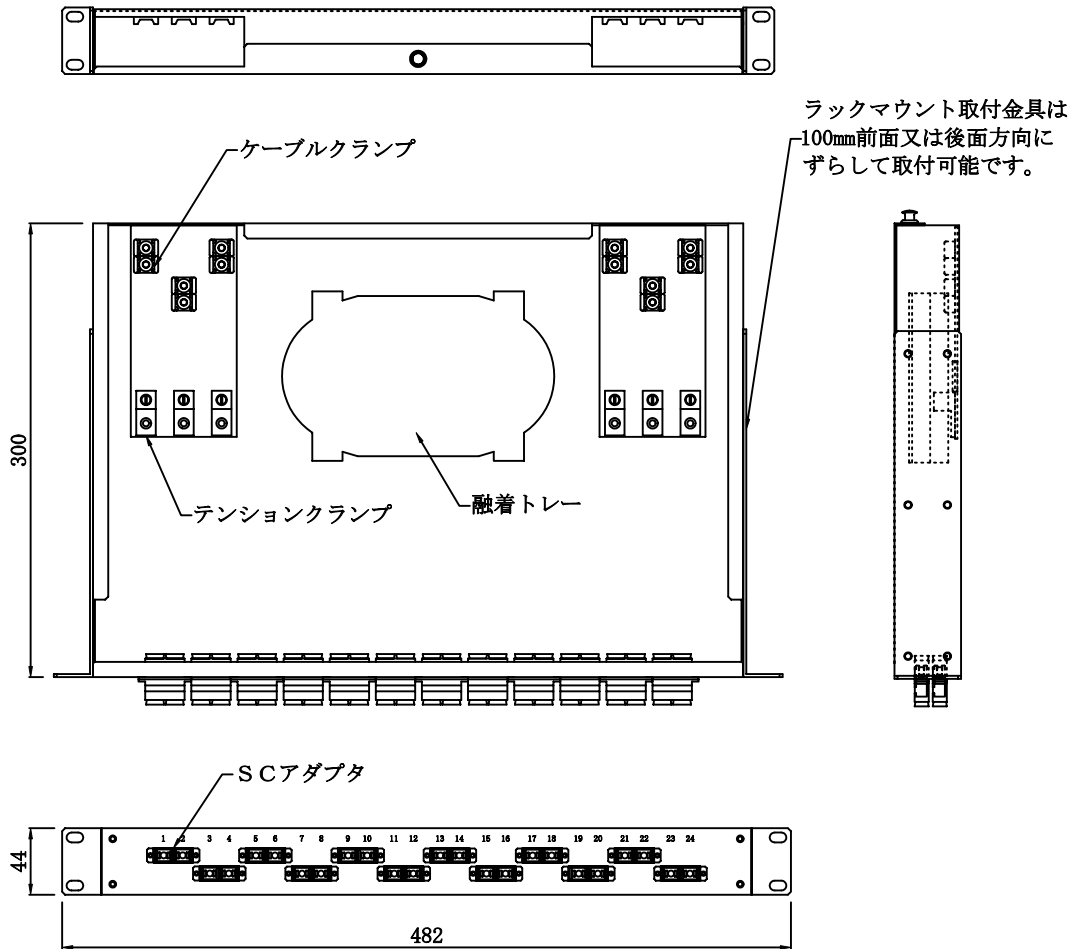 ラックマウント取付金具は
100mm前面又は後面方向に
ずらして取付可能です。
ケーブルクランプ
300
テンションクランプ
融着トレー
ＳＣアダプタ
1 2 3 4 5 6 7 8 9 10 11 12 13 14 15 16 17 18 19 20 21 22 23 24
44
482